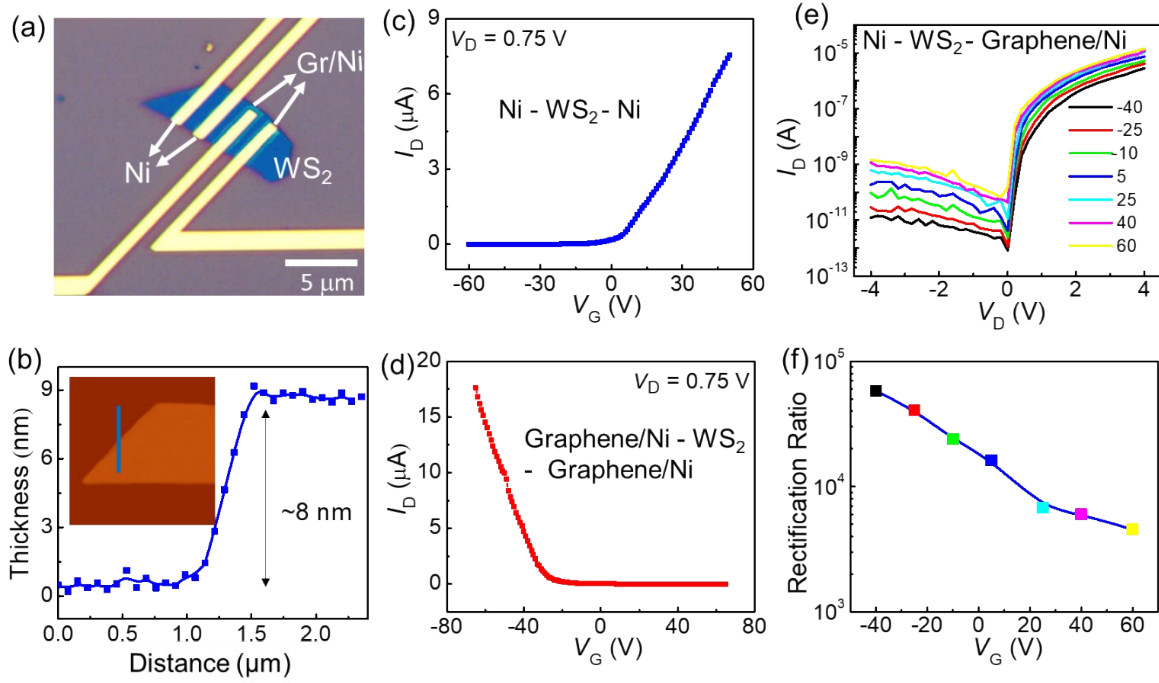 (a)
Gr/Ni
Ni
WS2
5 μm
(b)
Thickness (nm)
9
6
3
0
~8 nm
0.0 0.5 1.0 1.5 2.0
Distance (μm)
(c)
ID (μA)
9
6
3
0
VD = 0.75 V
Ni - WS2 - Ni
-60 -30 0 30 60
VG (V)
(d)
ID (μA)
20
15
10
5
0
VD = 0.75 V
Graphene/Ni - WS2
- Graphene/Ni
-80 -40 0 40 80
VG (V)
(e)
ID (A)
10-5
10-7
10-9
10-11
10-13
Ni - WS2 - Graphene/Ni
-40
-25
-10
5
25
40
60
-4 -2 0 2 4
VD (V)
(f)
Rectification Ratio
105
104
103
-40 -20 0 20 40 60
VG (V)